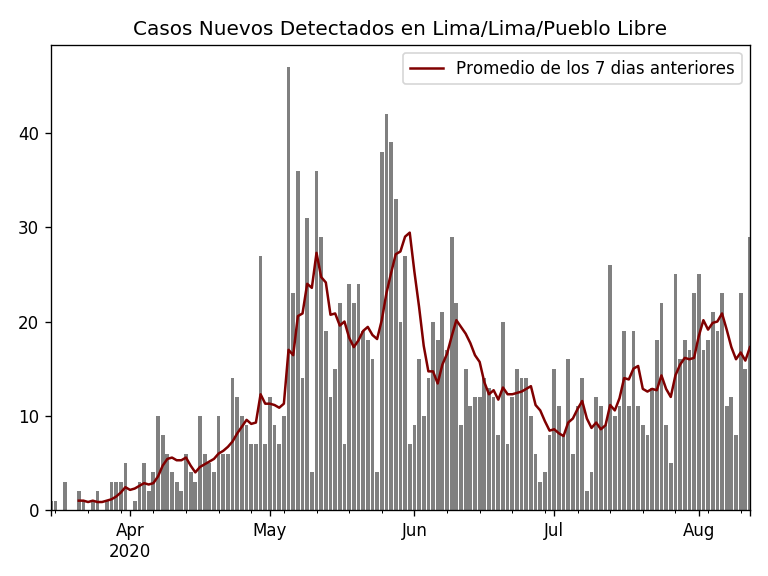 Casos Nuevos Detectados en Lima/Lima/Pueblo Libre
Promedio de los 7 dias anteriores
40
30
20
10
0
Apr May Jun Jul Aug
2020